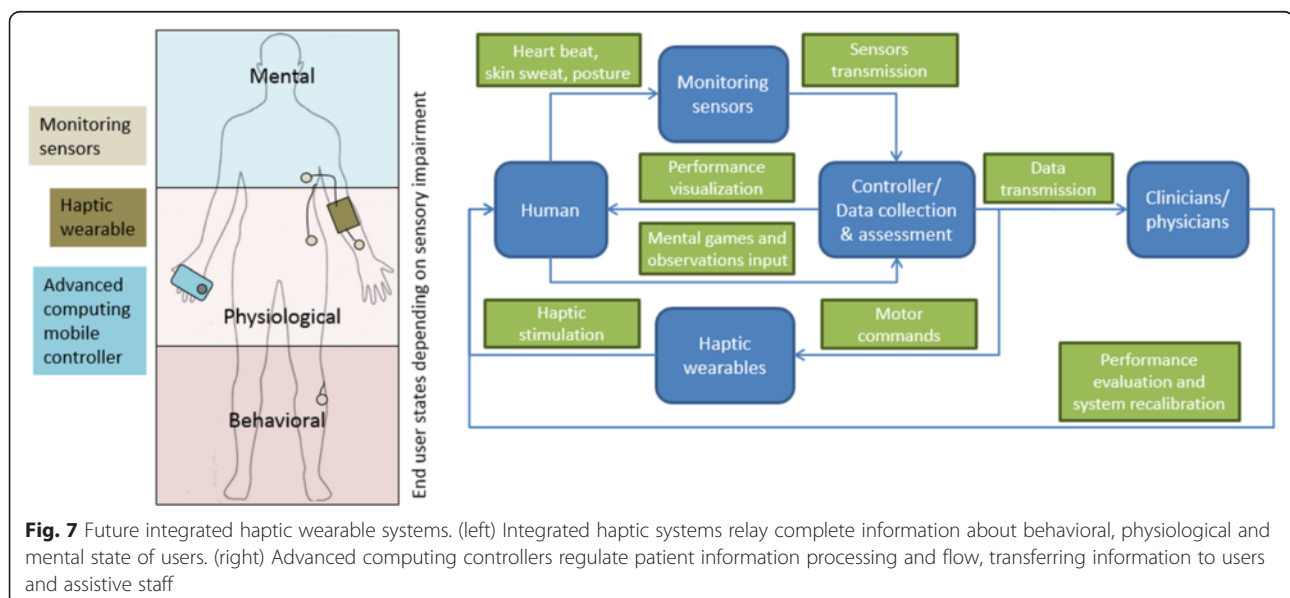 Mental
Monitoring
sensors
Haptic
wearable
Advanced
computing
mobile
controller
Physiological
Behavioral
End user states depending on sensory impairment
Heart beat,
skin sweat, posture
Monitoring
sensors
Sensors
transmission
Human
Performance
visualization
Mental games and
observations input
Controller/
Data collection
& assessment
Data
transmission
Clinicians/
physicians
Haptic
stimulation
Haptic
wearables
Motor
commands
Performance
evaluation and
system recalibration
Fig. 7 Future integrated haptic wearable systems. (left) Integrated haptic systems relay complete information about behavioral, physiological and
mental state of users. (right) Advanced computing controllers regulate patient information processing and flow, transferring information to users
and assistive staff